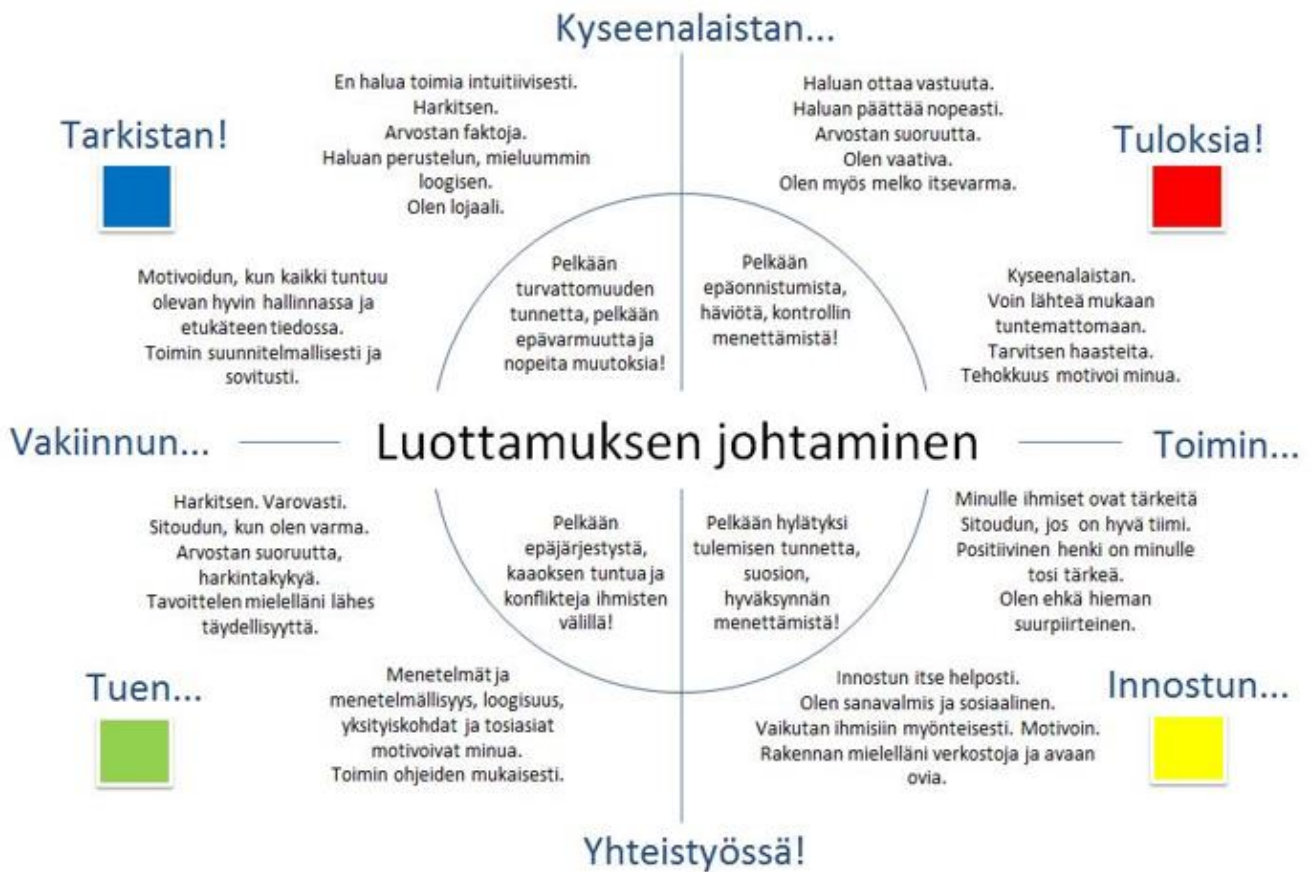 Kyseenalaistan...
En halua toimia intuitiivisesti.
Harkitsen.
Arvostan faktoja.
Haluan perustelun, mieluummin
loogisen.
Olen lojaali.
Haluan ottaa vastuuta.
Haluan päättää nopeasti.
Arvostan suoruutta.
Olen vaativa.
Olen myös melko itsevarma.
Tarkistan!
Tuloksia!
Motivoidun, kun kaikki tuntuu
olevan hyvin hallinnassa ja
etukäteen tiedossa.
Toimin suunnitelmallisesti ja
sovitusti.
Pelkään
turvattomuuden
tunnetta, pelkään
epävarmuutta ja
nopeita muutoksia!
Pelkään
epäonnistumista,
häviötä, kontrollin
menettämistä!
Kyseenalaistan.
Voin lähteä mukaan
tuntemattomaan.
Tarvitsen haasteita.
Tehokkuus motivoi minua.
Vakiinnun...
Luottamuksen johtaminen
Toimin...
Harkitsen. Varovasti.
Sitoudun, kun olen varma.
Arvostan suoruutta,
harkintakykyä.
Tavoittelen mielelläni lähes
täydellisyyttä.
Pelkään
epäjärjestystä,
kaaoksen tuntua ja
konflikteja ihmisten
välillä!
Pelkään hylätyksi
tulemisen tunnetta,
suosion,
hyväksynnän
menettämistä!
Minulle ihmiset ovat tärkeitä
Sitoudun, jos on hyvä tiimi.
Positiivinen henki on minulle
tosi tärkeä.
Olen ehkä hieman
suurpiirteinen.
Tuen...
Menetelmät ja
menetelmällisyys, loogisuus,
yksityiskohdat ja tosiasiat
motivoivat minua.
Toimin ohjeiden mukaisesti.
Innostun itse helposti.
Olen sanavalmis ja sosiaalinen.
Vaikutan ihmisiin myönteisesti. Motivoin.
Rakennan mielelläni verkostoja ja avaan
ovia.
Innostun...
Yhteistyössä!